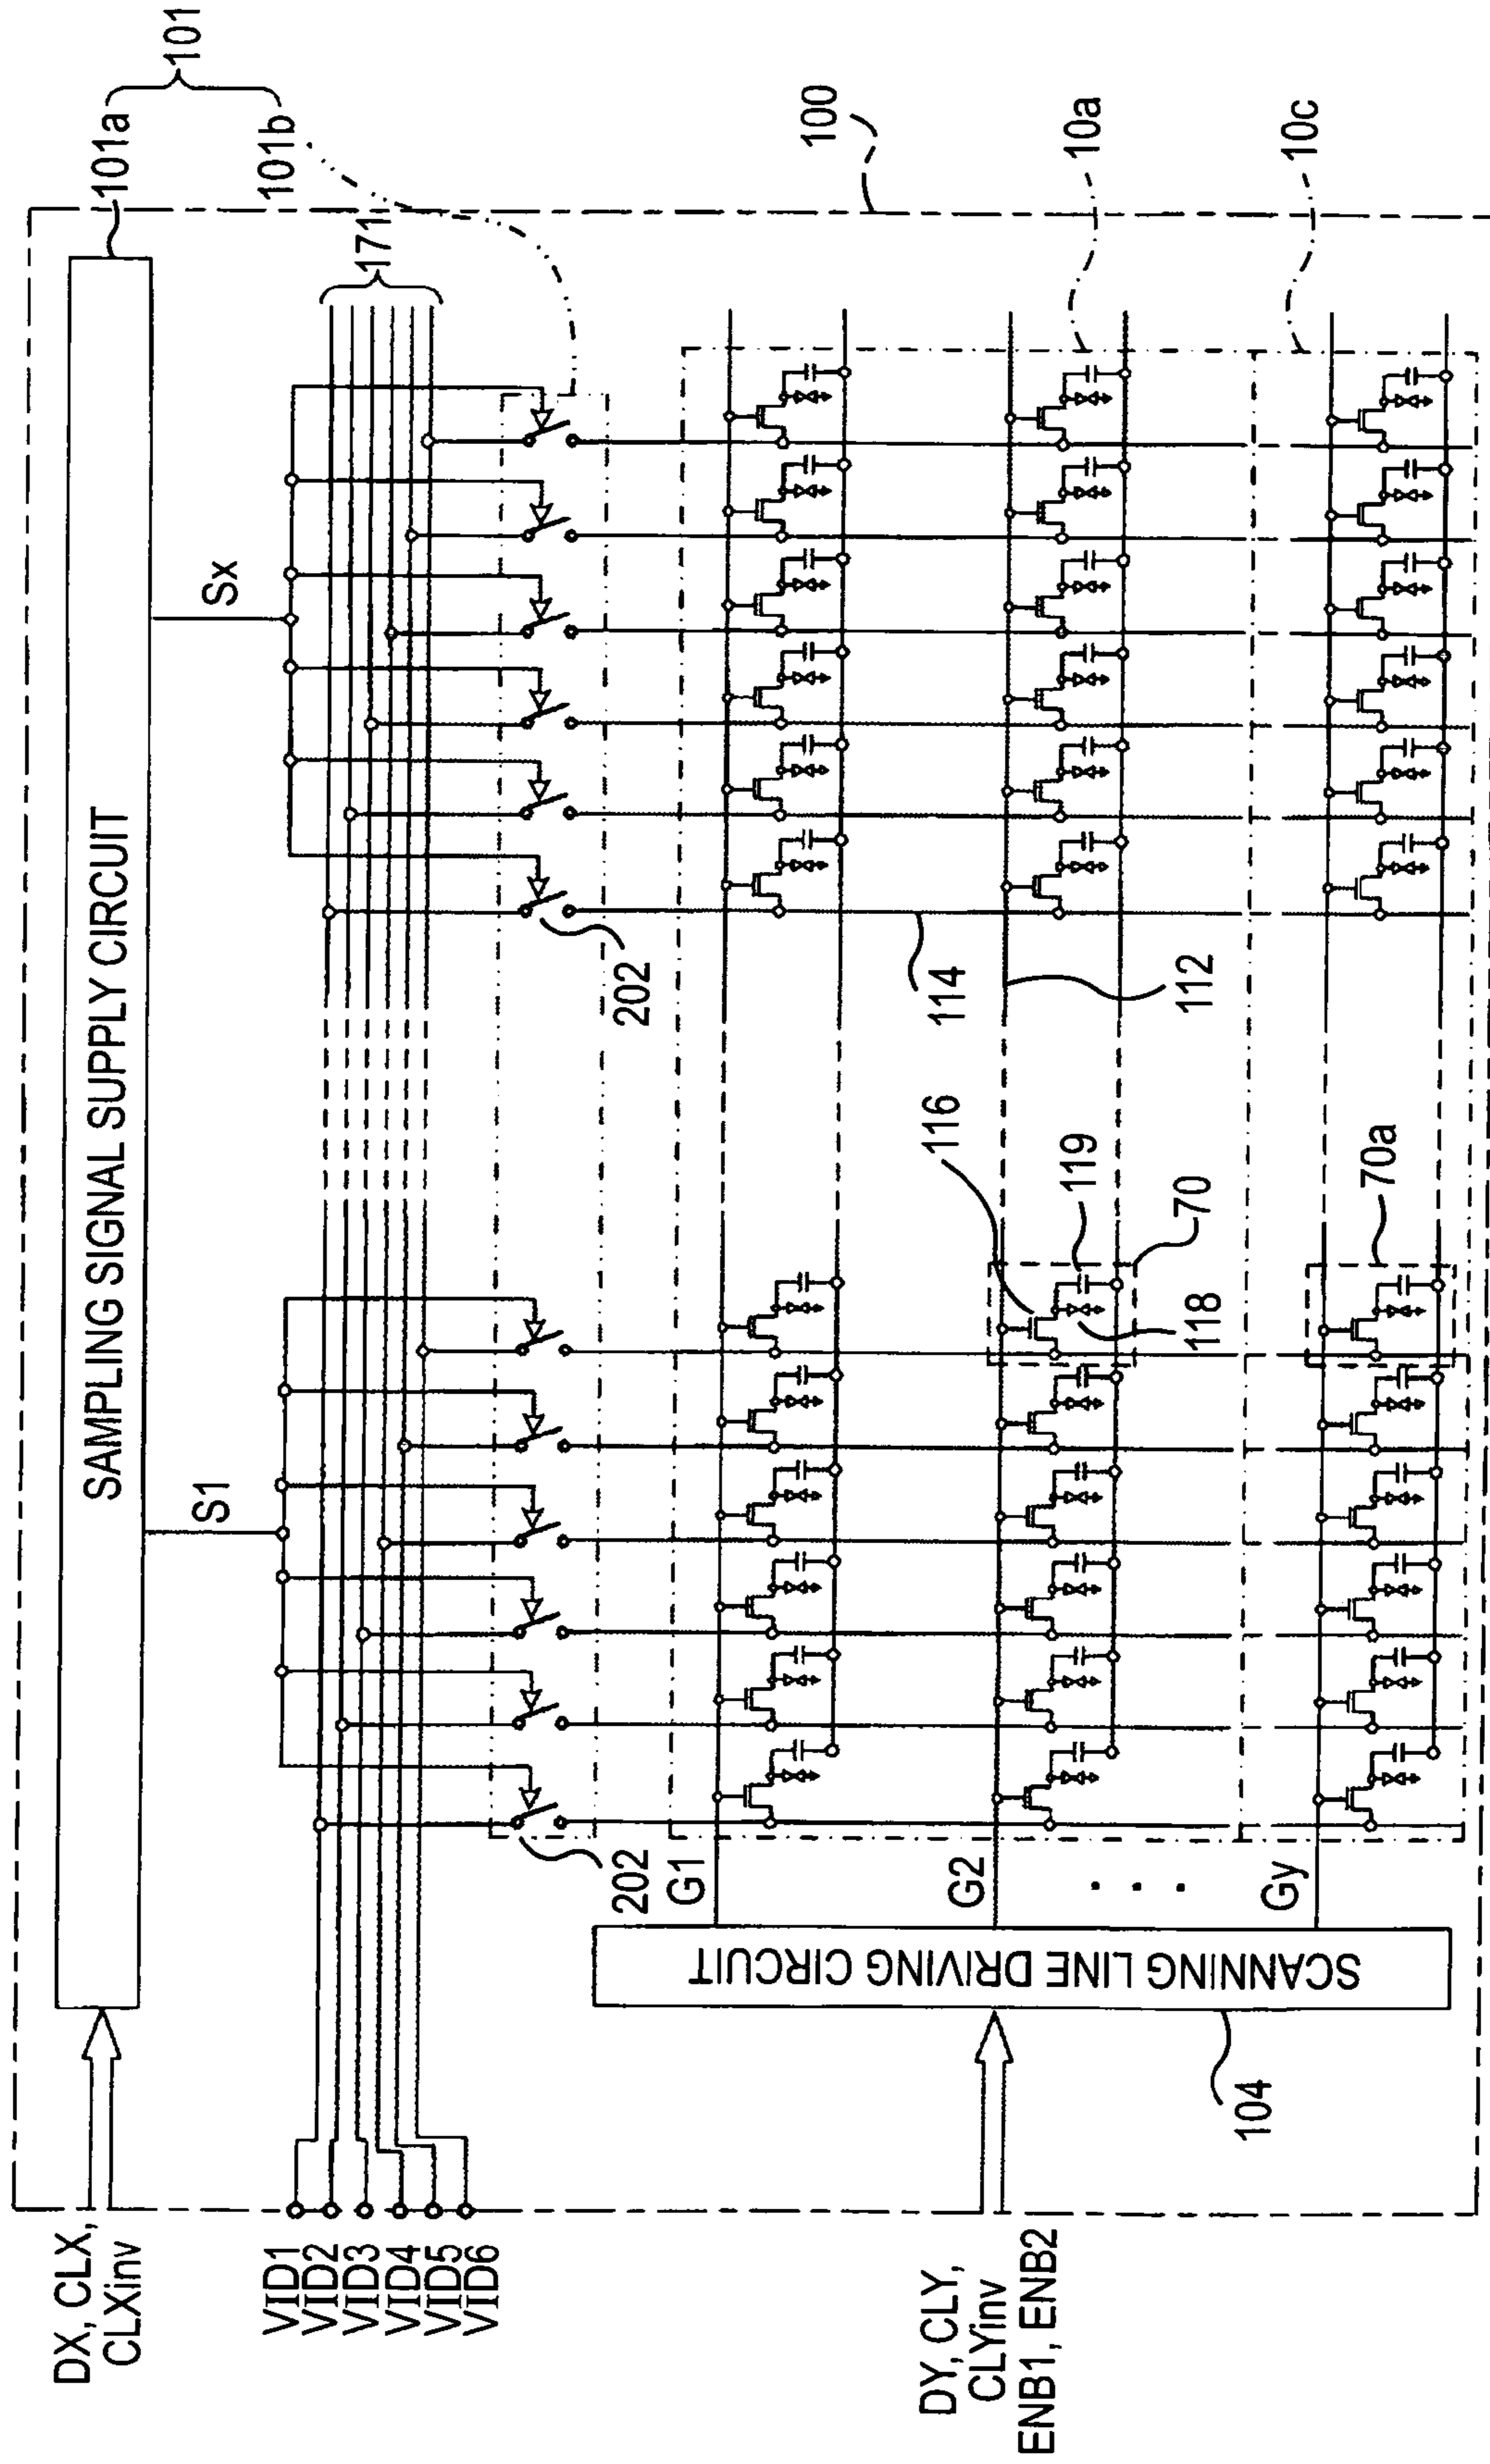 DX, CLX,
CLXinv
SAMPLING SIGNAL SUPPLY CIRCUIT
101a
101
101b
S1
Sx
171
VID1
VID2
VID3
VID4
VID5
VID6
202
202
100
G1
114
G2
112
116
119
118
70
10a
. . .
Gy
70a
10c
SCANNING LINE DRIVING CIRCUIT
104
DY, CLY,
CLYinv
ENB1, ENB2